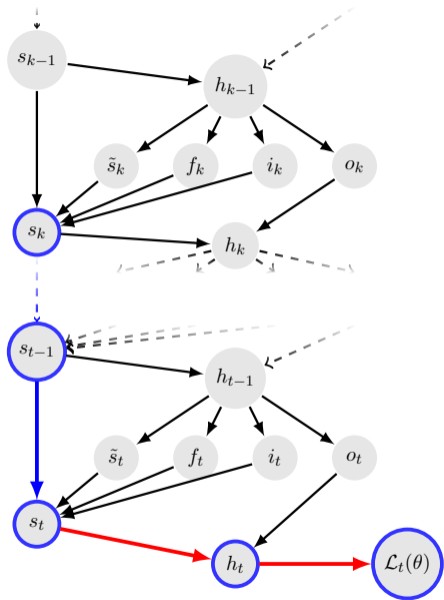 s_{k−1}
h_{k−1}
s̃_k f_k i_k o_k
s_k
h_k
s_{t−1}
h_{t−1}
s̃_t f_t i_t o_t
s_t
h_t ℒ_t(θ)